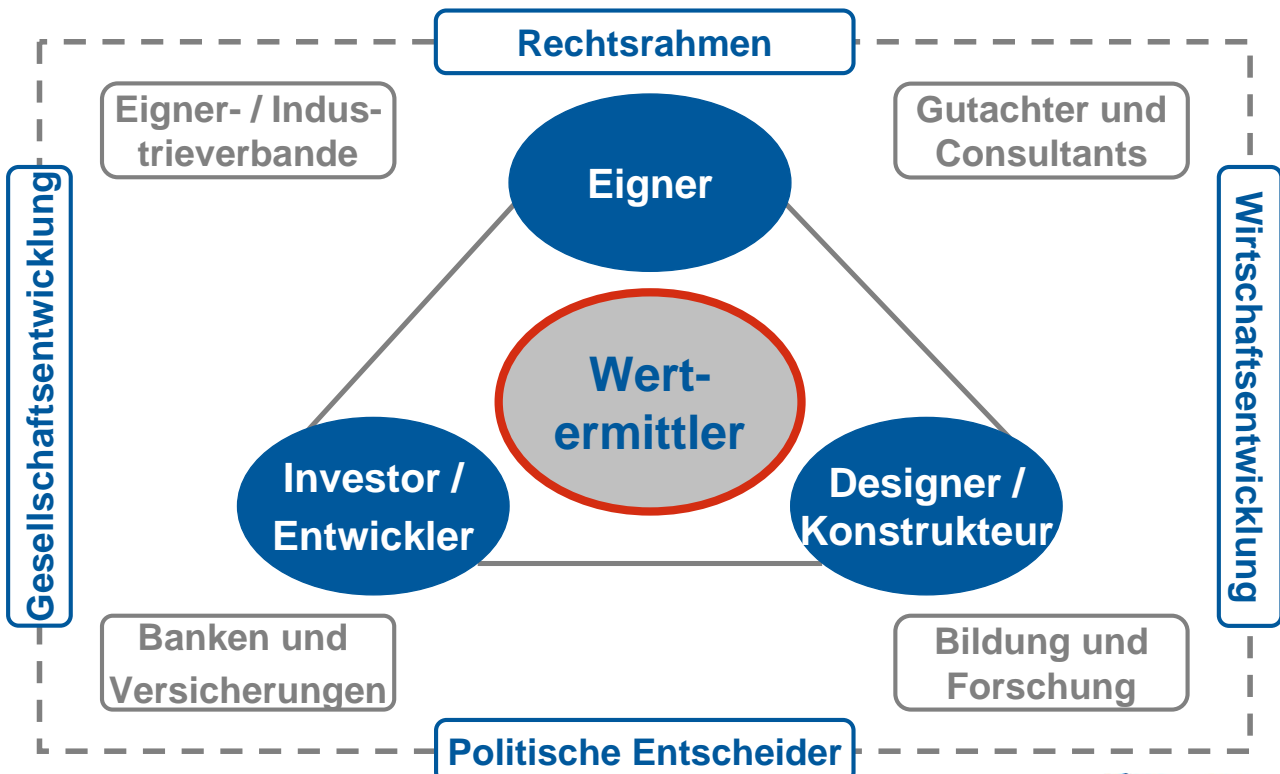 Rechtsrahmen
Eigner- / Indus-
trieverbande
Gutachter und
Consultants
Eigner
Gesellschaftsentwicklung
Wirtschaftsentwicklung
Wert-
ermittler
Investor /
Entwickler
Designer /
Konstrukteur
Banken und
Versicherungen
Bildung und
Forschung
Politische Entscheider